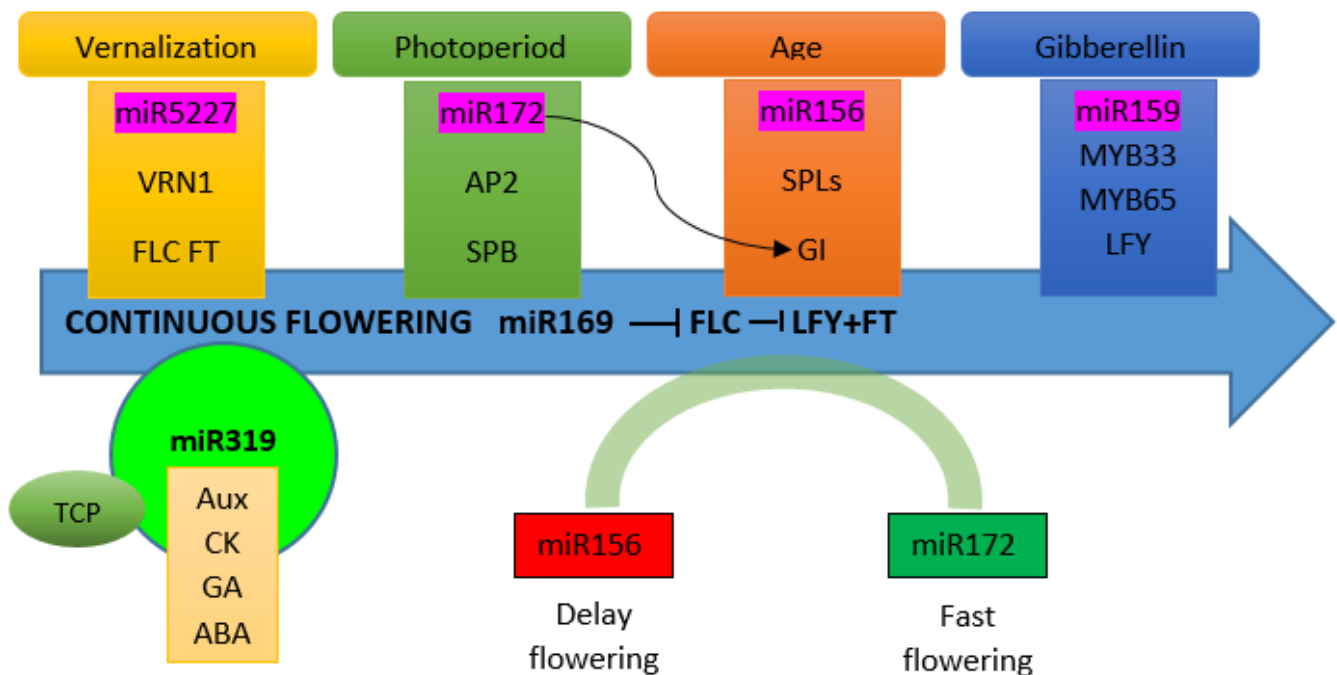 Vernalization
Photoperiod
Age
Gibberellin
miR5227
VRN1
FLC FT
miR172
AP2
SPB
miR156
SPLs
GI
miR159
MYB33
MYB65
LFY
CONTINUOUS FLOWERING miR169 FLC LFY+FT
miR319
TCP
Aux
CK
GA
ABA
miR156
Delay
flowering
miR172
Fast
flowering